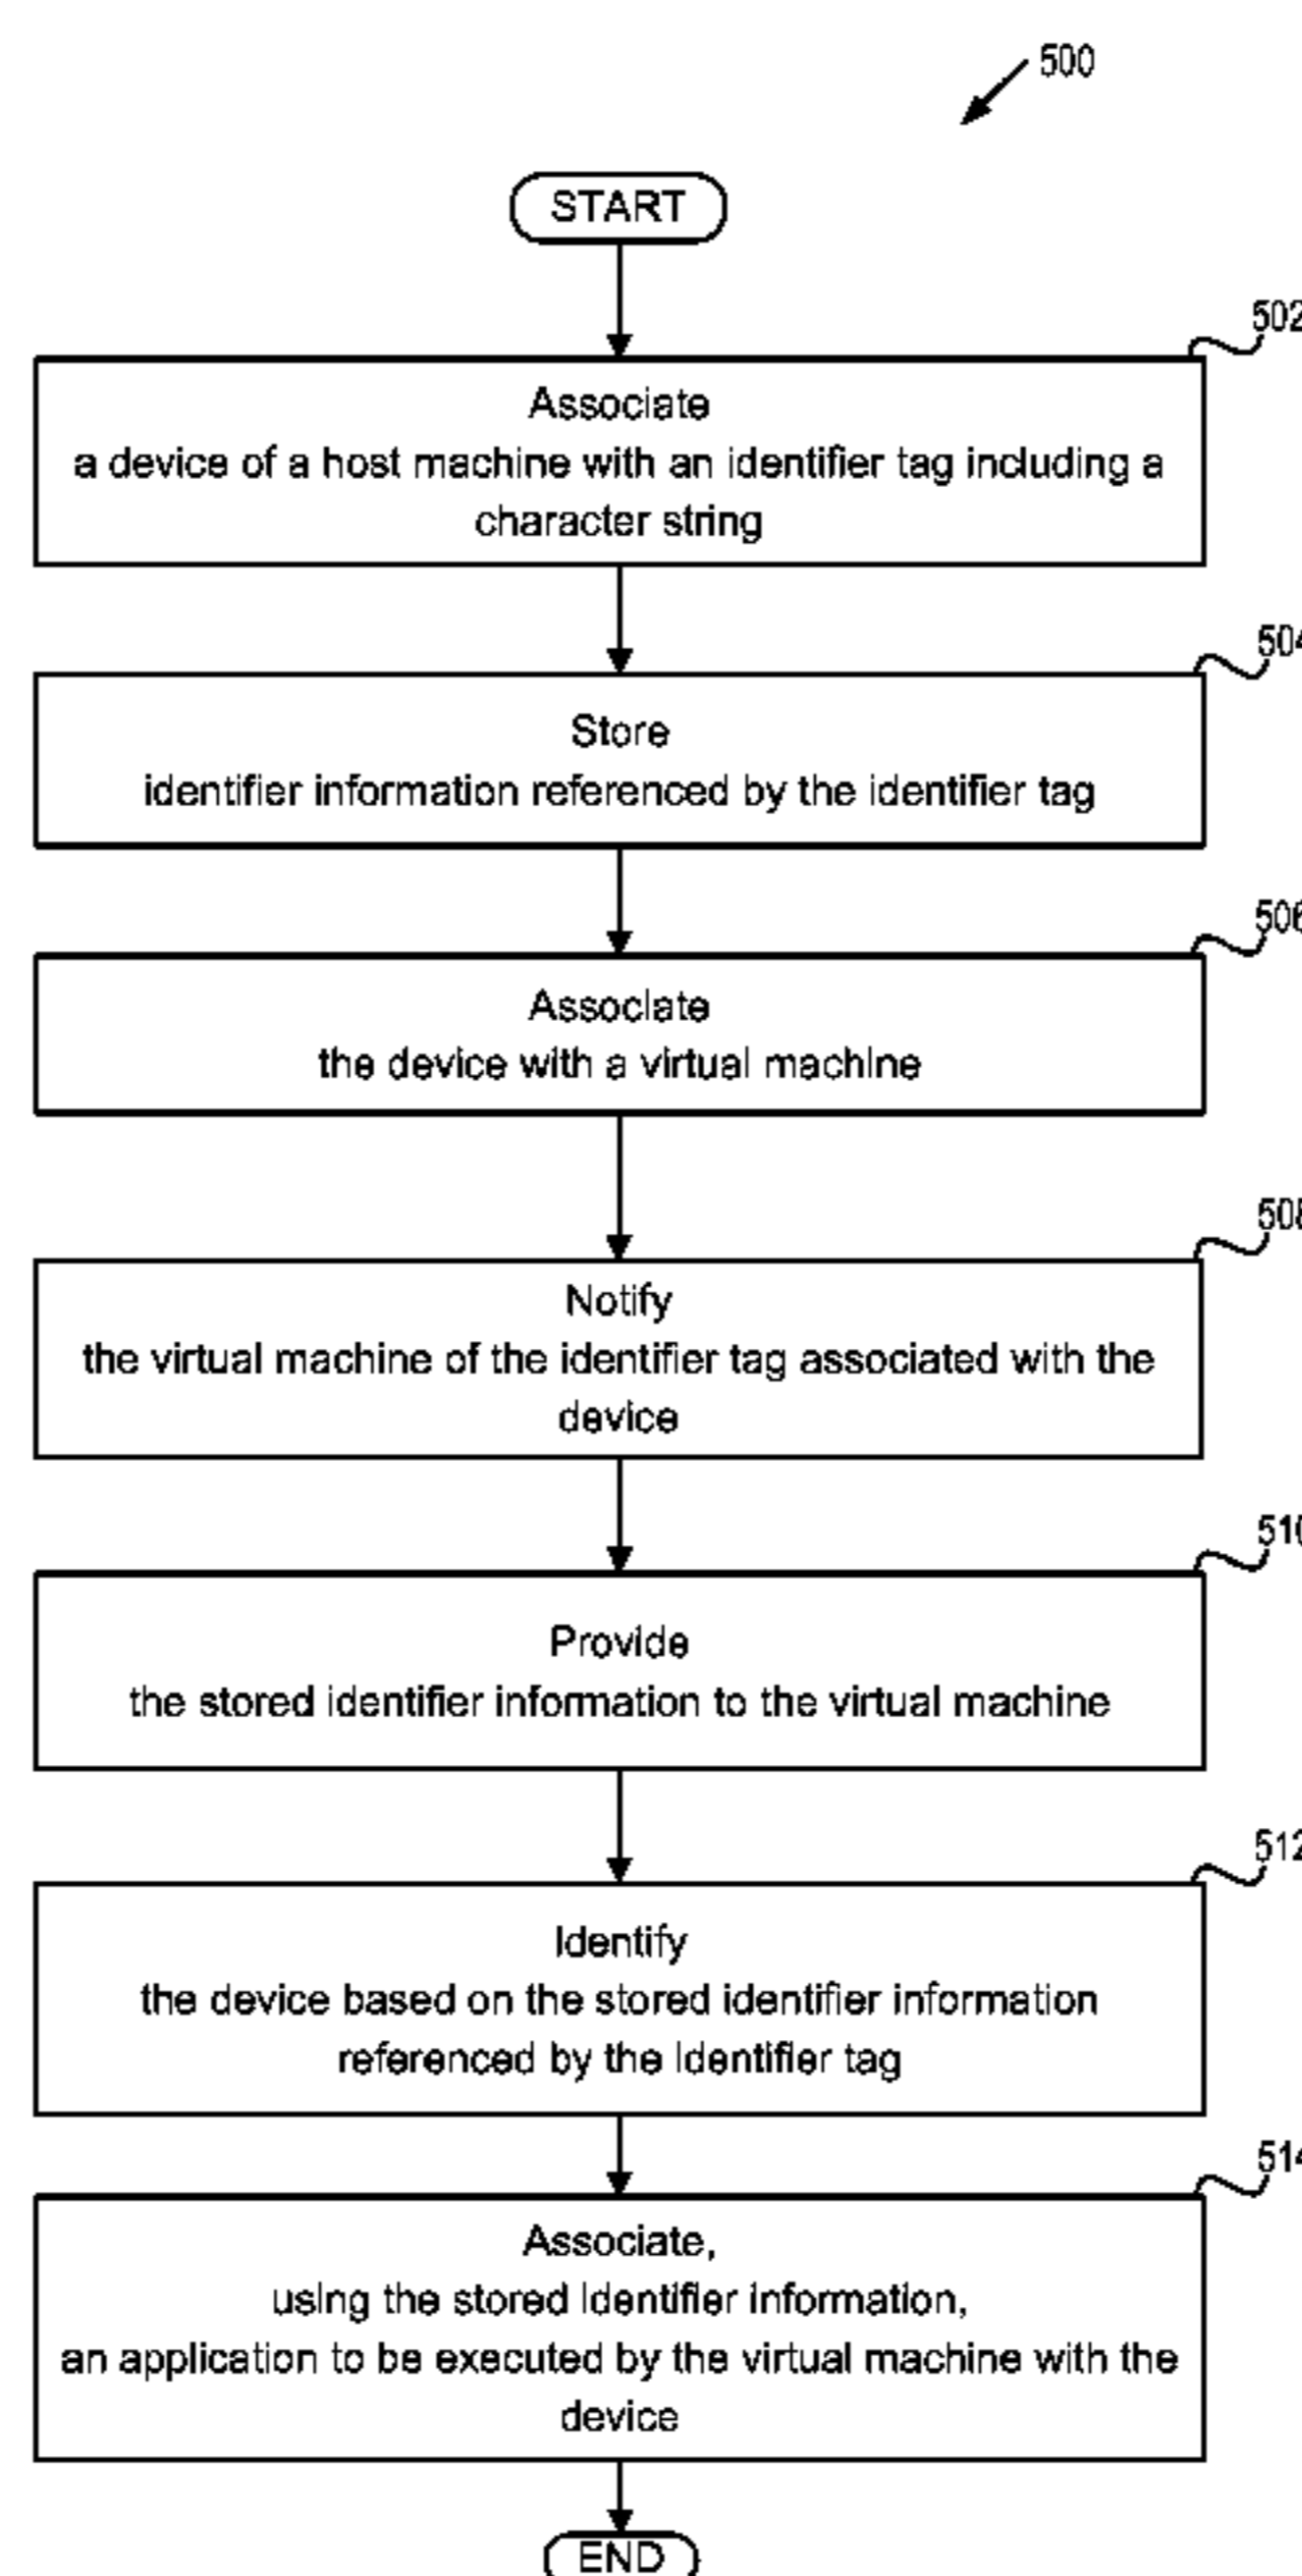 500
START
502
Associate
a device of a host machine with an identifier tag including a
character string
504
Store
identifier information referenced by the identifier tag
506
Associate
the device with a virtual machine
508
Notify
the virtual machine of the identifier tag associated with the
device
510
Provide
the stored identifier information to the virtual machine
512
Identify
the device based on the stored identifier information
referenced by the identifier tag
514
Associate,
using the stored identifier information,
an application to be executed by the virtual machine with the
device
END